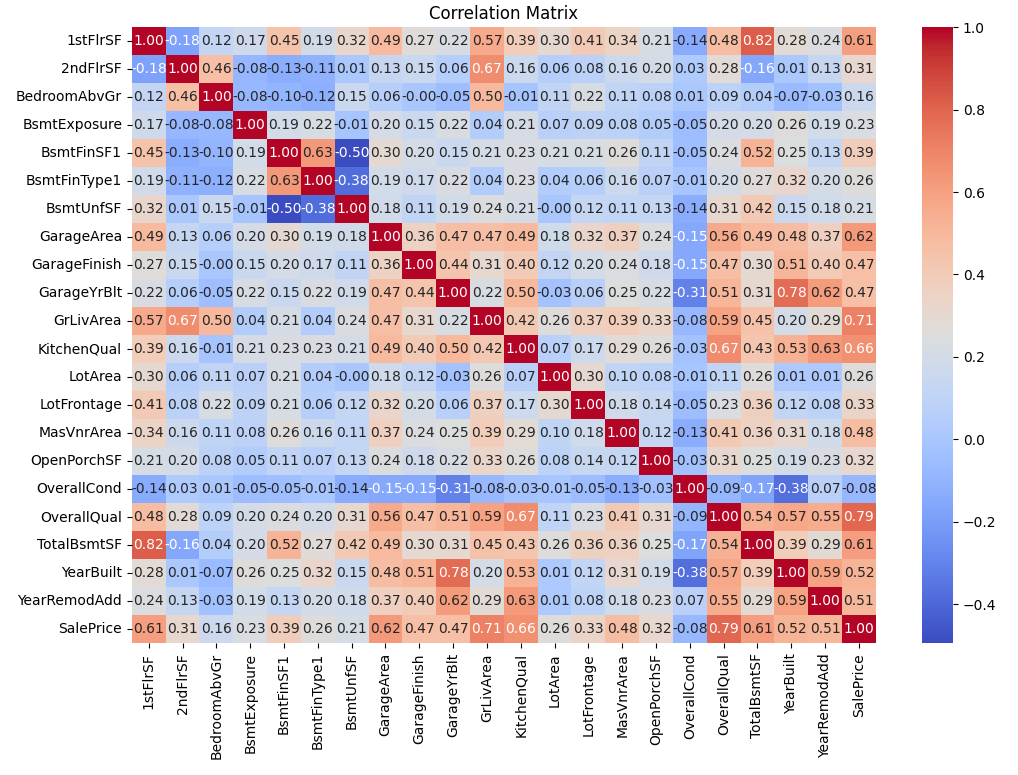 Correlation Matrix
1stFlrSF 1.00 -0.18 0.12 0.17 0.45 0.19 0.32 0.49 0.27 0.22 0.57 0.39 0.30 0.41 0.34 0.21 -0.14 0.48 0.82 0.28 0.24 0.61
2ndFlrSF -0.18 1.00 0.46 -0.08 -0.13 -0.11 0.01 0.13 0.15 0.06 0.67 0.16 0.06 0.08 0.16 0.20 0.03 0.28 -0.16 0.01 0.13 0.31
BedroomAbvGr 0.12 0.46 1.00 -0.08 -0.10 -0.12 0.15 0.06 -0.00 -0.05 0.50 -0.01 0.11 0.22 0.11 0.08 0.01 0.09 0.04 -0.07 -0.03 0.16
BsmtExposure 0.17 -0.08 -0.08 1.00 0.19 0.22 -0.01 0.20 0.15 0.22 0.04 0.21 0.07 0.09 0.08 0.05 -0.05 0.20 0.20 0.26 0.19 0.23
BsmtFinSF1 0.45 -0.13 -0.10 0.19 1.00 0.63 -0.50 0.30 0.20 0.15 0.21 0.23 0.21 0.21 0.26 0.11 -0.05 0.24 0.52 0.25 0.13 0.39
BsmtFinType1 0.19 -0.11 -0.12 0.22 0.63 1.00 -0.38 0.19 0.17 0.22 0.04 0.23 0.04 0.06 0.16 0.07 -0.01 0.20 0.27 0.32 0.20 0.26
BsmtUnfSF 0.32 0.01 0.15 -0.01 -0.50 -0.38 1.00 0.18 0.11 0.19 0.24 0.21 -0.00 0.12 0.11 0.13 -0.14 0.31 0.42 0.15 0.18 0.21
GarageArea 0.49 0.13 0.06 0.20 0.30 0.19 0.18 1.00 0.36 0.47 0.47 0.49 0.18 0.32 0.37 0.24 -0.15 0.56 0.49 0.48 0.37 0.62
GarageFinish 0.27 0.15 -0.00 0.15 0.20 0.17 0.11 0.36 1.00 0.44 0.31 0.40 0.12 0.20 0.24 0.18 -0.15 0.47 0.30 0.51 0.40 0.47
GarageYrBlt 0.22 0.06 -0.05 0.22 0.15 0.22 0.19 0.47 0.44 1.00 0.22 0.50 -0.03 0.06 0.25 0.22 -0.31 0.51 0.31 0.78 0.62 0.47
GrLivArea 0.57 0.67 0.50 0.04 0.21 0.04 0.24 0.47 0.31 0.22 1.00 0.42 0.26 0.37 0.39 0.33 -0.08 0.59 0.45 0.20 0.29 0.71
KitchenQual 0.39 0.16 -0.01 0.21 0.23 0.23 0.21 0.49 0.40 0.50 0.42 1.00 0.07 0.17 0.29 0.26 -0.03 0.67 0.43 0.53 0.63 0.66
LotArea 0.30 0.06 0.11 0.07 0.21 0.04 -0.00 0.18 0.12 -0.03 0.26 0.07 1.00 0.30 0.10 0.08 -0.01 0.11 0.26 0.01 0.01 0.26
LotFrontage 0.41 0.08 0.22 0.09 0.21 0.06 0.12 0.32 0.20 0.06 0.37 0.17 0.30 1.00 0.18 0.14 -0.05 0.23 0.36 0.12 0.08 0.33
MasVnrArea 0.34 0.16 0.11 0.08 0.26 0.16 0.11 0.37 0.24 0.25 0.39 0.29 0.10 0.18 1.00 0.12 -0.13 0.41 0.36 0.31 0.18 0.48
OpenPorchSF 0.21 0.20 0.08 0.05 0.11 0.07 0.13 0.24 0.18 0.22 0.33 0.26 0.08 0.14 0.12 1.00 -0.03 0.31 0.25 0.19 0.23 0.32
OverallCond -0.14 0.03 0.01 -0.05 -0.05 -0.01 -0.14 -0.15 -0.15 -0.31 -0.08 -0.03 -0.01 -0.05 -0.13 -0.03 1.00 -0.09 -0.17 -0.38 0.07 -0.08
OverallQual 0.48 0.28 0.09 0.20 0.24 0.20 0.31 0.56 0.47 0.51 0.59 0.67 0.11 0.23 0.41 0.31 -0.09 1.00 0.54 0.57 0.55 0.79
TotalBsmtSF 0.82 -0.16 0.04 0.20 0.52 0.27 0.42 0.49 0.30 0.31 0.45 0.43 0.26 0.36 0.36 0.25 -0.17 0.54 1.00 0.39 0.29 0.61
YearBuilt 0.28 0.01 -0.07 0.26 0.25 0.32 0.15 0.48 0.51 0.78 0.20 0.53 0.01 0.12 0.31 0.19 -0.38 0.57 0.39 1.00 0.59 0.52
YearRemodAdd 0.24 0.13 -0.03 0.19 0.13 0.20 0.18 0.37 0.40 0.62 0.29 0.63 0.01 0.08 0.18 0.23 0.07 0.55 0.29 0.59 1.00 0.51
SalePrice 0.61 0.31 0.16 0.23 0.39 0.26 0.21 0.62 0.47 0.47 0.71 0.66 0.26 0.33 0.48 0.32 -0.08 0.79 0.61 0.52 0.51 1.00
1stFlrSF
2ndFlrSF
BedroomAbvGr
BsmtExposure
BsmtFinSF1
BsmtFinType1
BsmtUnfSF
GarageArea
GarageFinish
GarageYrBlt
GrLivArea
KitchenQual
LotArea
LotFrontage
MasVnrArea
OpenPorchSF
OverallCond
OverallQual
TotalBsmtSF
YearBuilt
YearRemodAdd
SalePrice
1.0
0.8
0.6
0.4
0.2
0.0
−0.2
−0.4